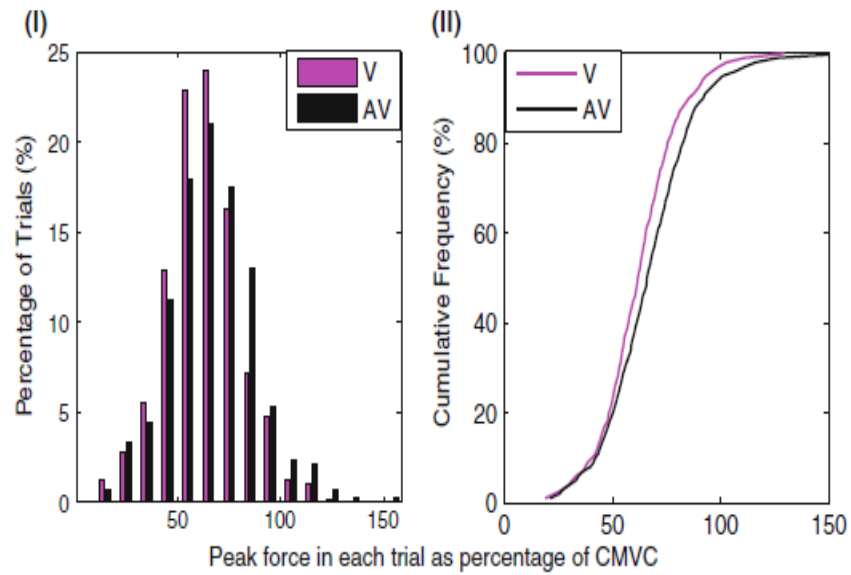 (I)
25
20
15
10
5
0
50
100
150
Percentage of Trials (%)
V
AV
(II)
100
80
60
40
20
0
0
50
100
150
Cumulative Frequency (%)
V
AV
Peak force in each trial as percentage of CMVC